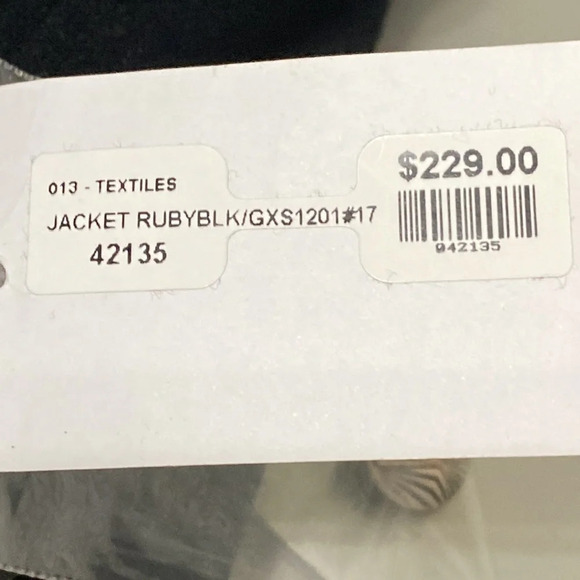 013 - TEXTILES
JACKET RUBYBLK/GXS1201#17
42135
$229.00
042135